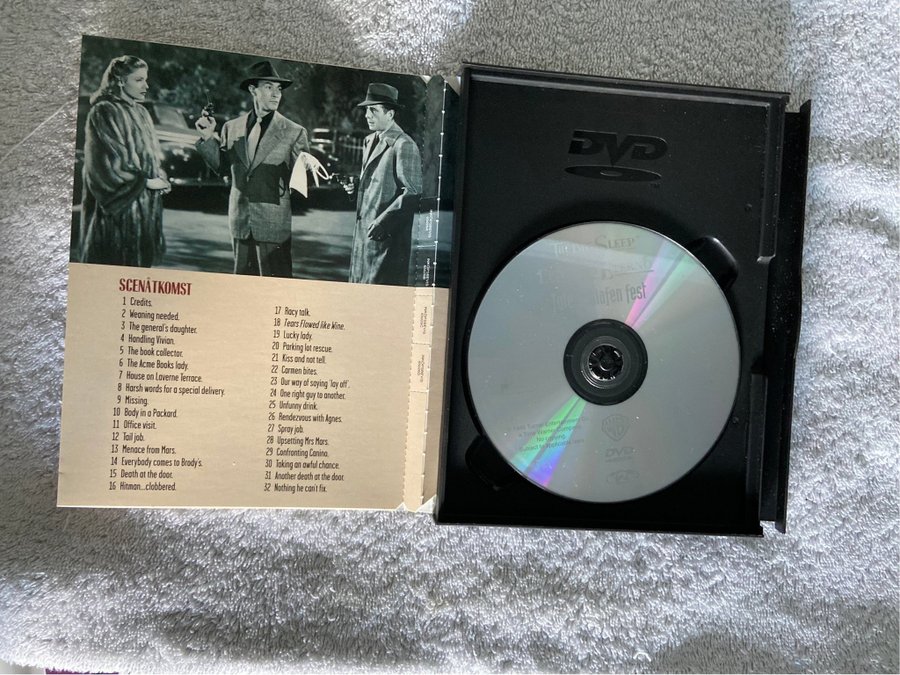 SCENÅTKOMST
1 Credits.
2 Weaning needed.
3 The general's daughter.
4 Handling Vivian.
5 The book collector.
6 The Acme Books lady.
7 House on Laverne Terrace.
8 Harsh words for a special delivery.
9 Missing.
10 Body in a Packard.
11 Office visit.
12 Tail job.
13 Menace from Mars.
14 Everybody comes to Brody's.
15 Death at the door.
16 Hitman...clobbered.
17 Racy talk.
18 Tears Flowed like Wine.
19 Lucky lady.
20 Parking lot rescue.
21 Kiss and not tell.
22 Carmen bites.
23 Our way of saying 'lay off'.
24 One right guy to another.
25 Unfunny drink.
26 Rendezvous with Agnes.
27 Spray job.
28 Upsetting Mrs Mars.
29 Confronting Canino.
30 Taking an awful chance.
31 Another death at the door.
32 Nothing he can't fix.
DVD
SLEEP
fest
DVD